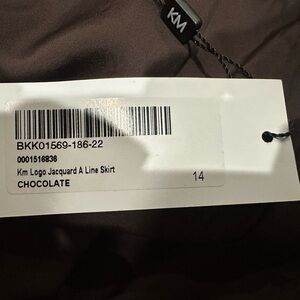 KM
BKK01569-186-22
0001516836
Km Logo Jacquard A Line Skirt
CHOCOLATE 14